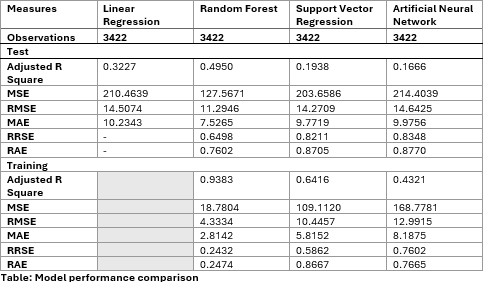 Measures Linear Regression Random Forest Support Vector Regression Artificial Neural Network
Observations 3422 3422 3422 3422
Test
Adjusted R Square 0.3227 0.4950 0.1938 0.1666
MSE 210.4639 127.5671 203.6586 214.4039
RMSE 14.5074 11.2946 14.2709 14.6425
MAE 10.2343 7.5265 9.7719 9.9756
RRSE - 0.6498 0.8211 0.8348
RAE - 0.7602 0.8705 0.8770
Training
Adjusted R Square 0.9383 0.6416 0.4321
MSE 18.7804 109.1120 168.7781
RMSE 4.3334 10.4457 12.9915
MAE 2.8142 5.8152 8.1875
RRSE 0.2432 0.5862 0.7602
RAE 0.2474 0.8667 0.7665
Table: Model performance comparison